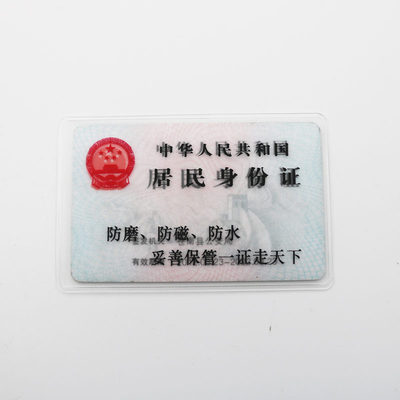 中华人民共和国
居民身份证
防磨、防磁、防水
妥善保管一证走天下